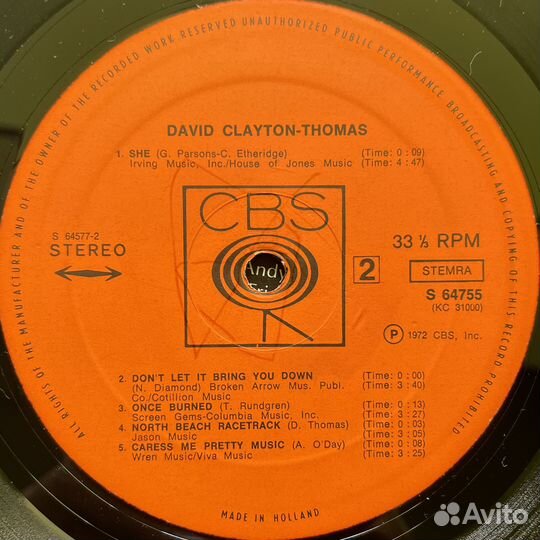 ALL RIGHTS OF THE MANUFACTURER AND OF THE OWNER OF THE RECORDED WORK RESERVED UNAUTHORIZED PUBLIC PERFORMANCE BROADCASTING AND COPYING OF THIS RECORD PROHIBITED
DAVID CLAYTON-THOMAS
1. SHE (G. Parsons-C. Etheridge) (Time: 0 : 09)
Irving Music, Inc./House of Jones Music (Time: 4 : 47)
CBS
S 64577-2
STEREO
33 ⅓ RPM
2
STEMRA
S 64755
(KC 31000)
Andy
℗ 1972 CBS, Inc.
2. DON'T LET IT BRING YOU DOWN (Time: 0 : 00)
(N. Diamond) Broken Arrow Mus. Publ. (Time: 3 : 40)
Co./Cotillion Music
3. ONCE BURNED (T. Rundgren) (Time: 0 : 13)
Screen Gems-Columbia Music, Inc. (Time: 3 : 27)
4. NORTH BEACH RACETRACK (D. Thomas) (Time: 0 : 03)
Jason Music (Time: 3 : 05)
5. CARESS ME PRETTY MUSIC (A. O'Day) (Time: 0 : 08)
Wren Music/Viva Music (Time: 3 : 25)
MADE IN HOLLAND
Avito